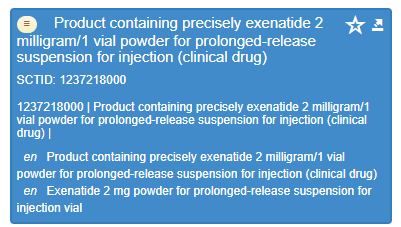 Product containing precisely exenatide 2
milligram/1 vial powder for prolonged-release
suspension for injection (clinical drug)
SCTID: 1237218000
1237218000 | Product containing precisely exenatide 2 milligram/1
vial powder for prolonged-release suspension for injection (clinical
drug) |
en Product containing precisely exenatide 2 milligram/1 vial
powder for prolonged-release suspension for injection (clinical drug)
en Exenatide 2 mg powder for prolonged-release suspension for
injection vial